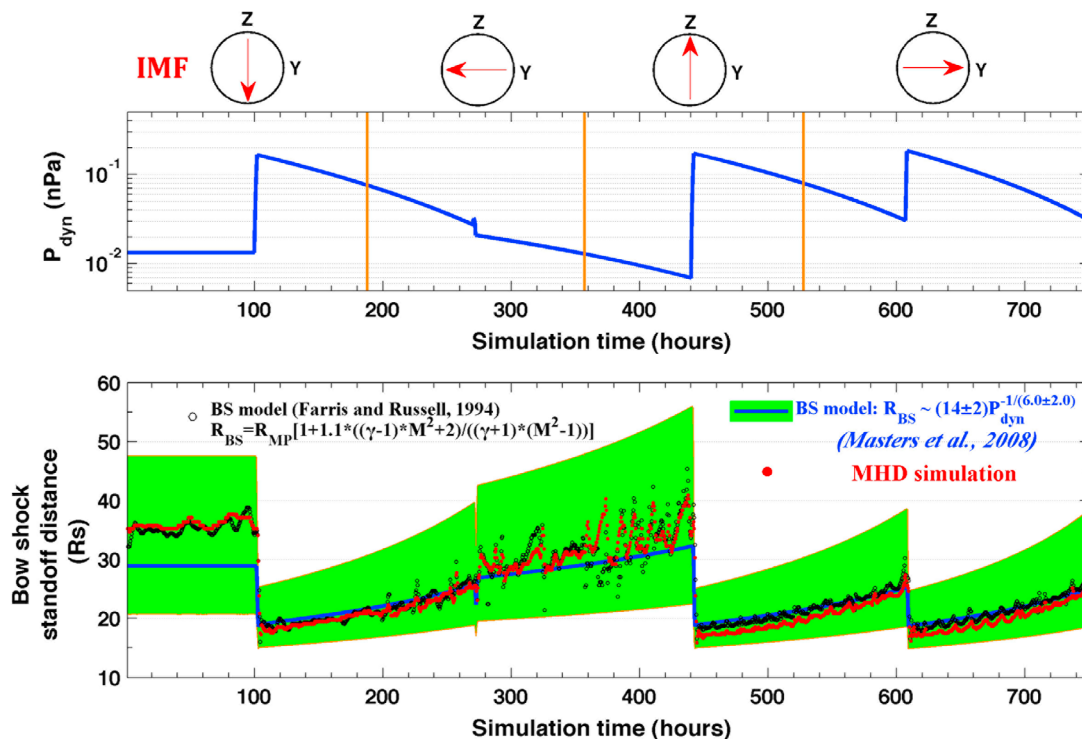 Z
Z
Z
Z
IMF
Y
Y
Y
Y
P_dyn (nPa)
10^-1
10^-2
100
200
300
400
500
600
700
Simulation time (hours)
Bow shock
standoff distance
(Rs)
60
50
40
30
20
10
BS model (Farris and Russell, 1994)
R_BS=R_MP[1+1.1*((γ-1)*M^2+2)/((γ+1)*(M^2-1))]
BS model: R_BS ~ (14±2)P_dyn^-1/(6.0±2.0)
(Masters et al., 2008)
MHD simulation
100
200
300
400
500
600
700
Simulation time (hours)